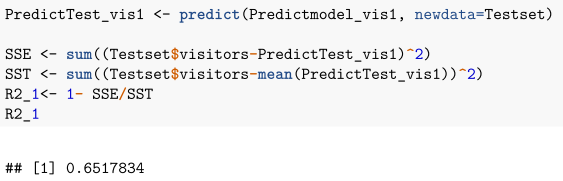 PredictTest_vis1 <- predict(Predictmodel_vis1, newdata=Testset)
SSE <- sum((Testset$visitors-PredictTest_vis1)^2)
SST <- sum((Testset$visitors-mean(PredictTest_vis1))^2)
R2_1<- 1- SSE/SST
R2_1
## [1] 0.6517834